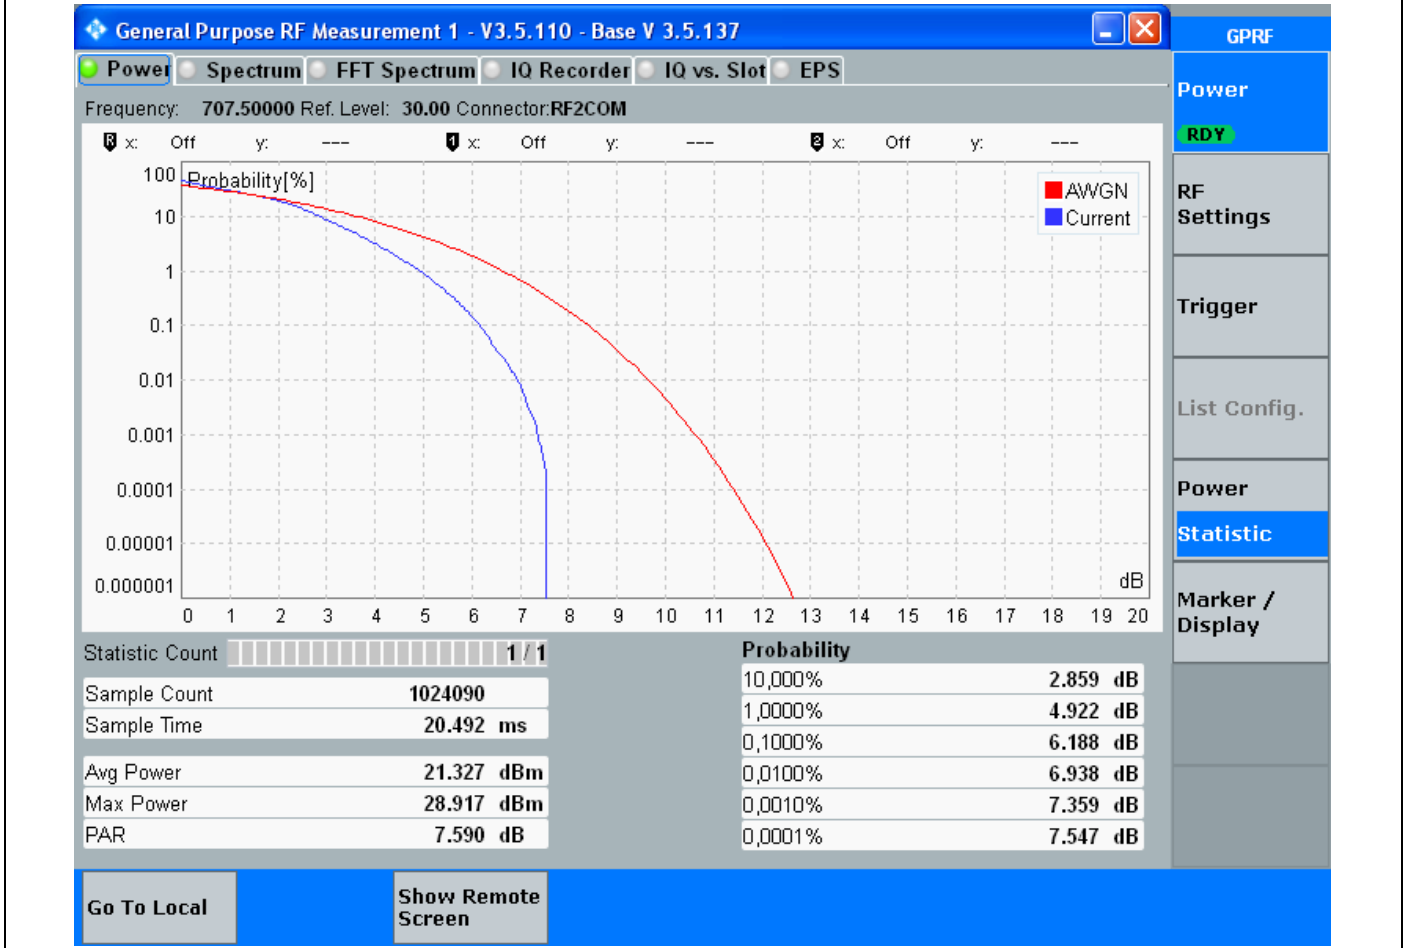 General Purpose RF Measurement 1 - V3.5.110 - Base V 3.5.137
GPRF
Power Spectrum FFT Spectrum IQ Recorder IQ vs. Slot EPS
Frequency: 707.50000 Ref. Level: 30.00 Connector:RF2COM
R x: Off y: --- 1 x: Off y: --- 2 x: Off y: ---
Probability[%]
100
10
1
0.1
0.01
0.001
0.0001
0.00001
0.000001
AWGN
Current
dB
0 1 2 3 4 5 6 7 8 9 10 11 12 13 14 15 16 17 18 19 20
Statistic Count 1 / 1
Sample Count 1024090
Sample Time 20.492 ms
Avg Power 21.327 dBm
Max Power 28.917 dBm
PAR 7.590 dB
Probability
10,000% 2.859 dB
1,0000% 4.922 dB
0,1000% 6.188 dB
0,0100% 6.938 dB
0,0010% 7.359 dB
0,0001% 7.547 dB
Power
RDY
RF
Settings
Trigger
List Config.
Power
Statistic
Marker /
Display
Go To Local
Show Remote
Screen